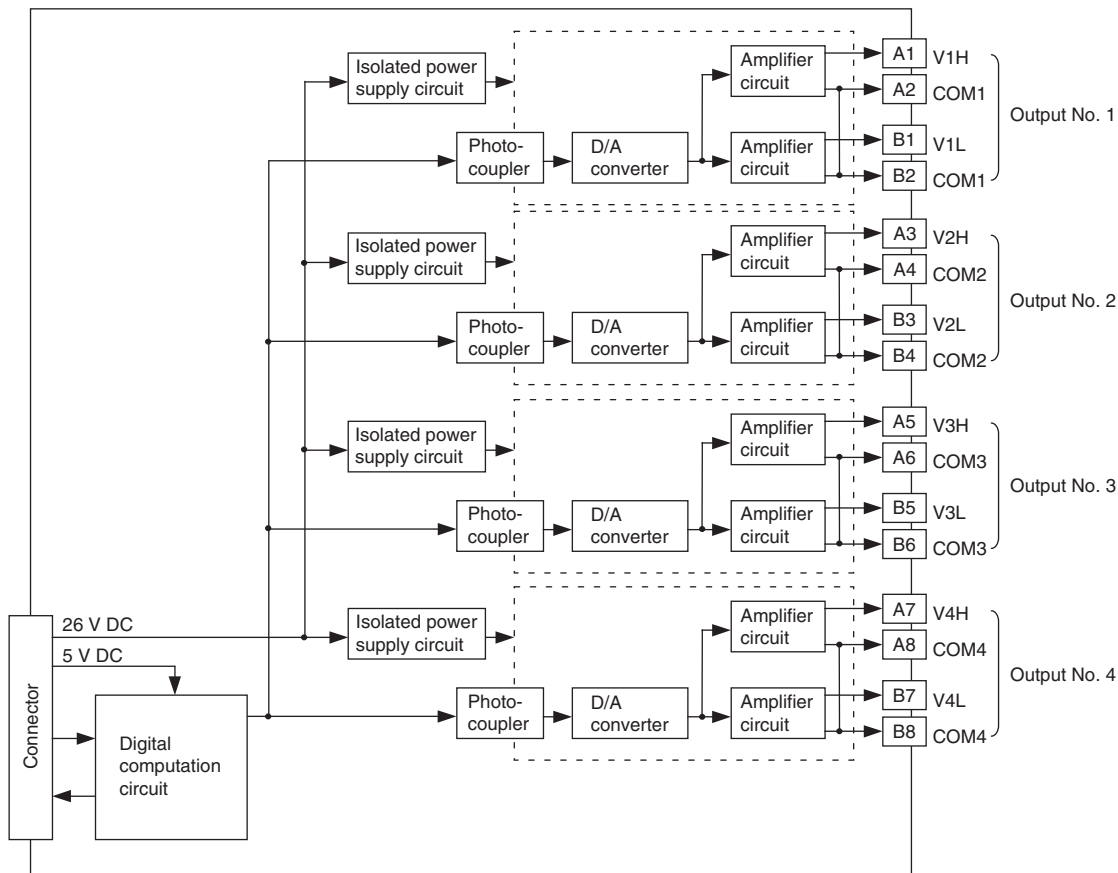 Isolated power
supply circuit
Amplifier
circuit
A1 V1H
A2 COM1
Output No. 1
Photo-
coupler
D/A
converter
Amplifier
circuit
B1 V1L
B2 COM1
Isolated power
supply circuit
Amplifier
circuit
A3 V2H
A4 COM2
Output No. 2
Photo-
coupler
D/A
converter
Amplifier
circuit
B3 V2L
B4 COM2
Isolated power
supply circuit
Amplifier
circuit
A5 V3H
A6 COM3
Output No. 3
Photo-
coupler
D/A
converter
Amplifier
circuit
B5 V3L
B6 COM3
26 V DC
5 V DC
Isolated power
supply circuit
Amplifier
circuit
A7 V4H
A8 COM4
Output No. 4
Connector
Digital
computation
circuit
Photo-
coupler
D/A
converter
Amplifier
circuit
B7 V4L
B8 COM4